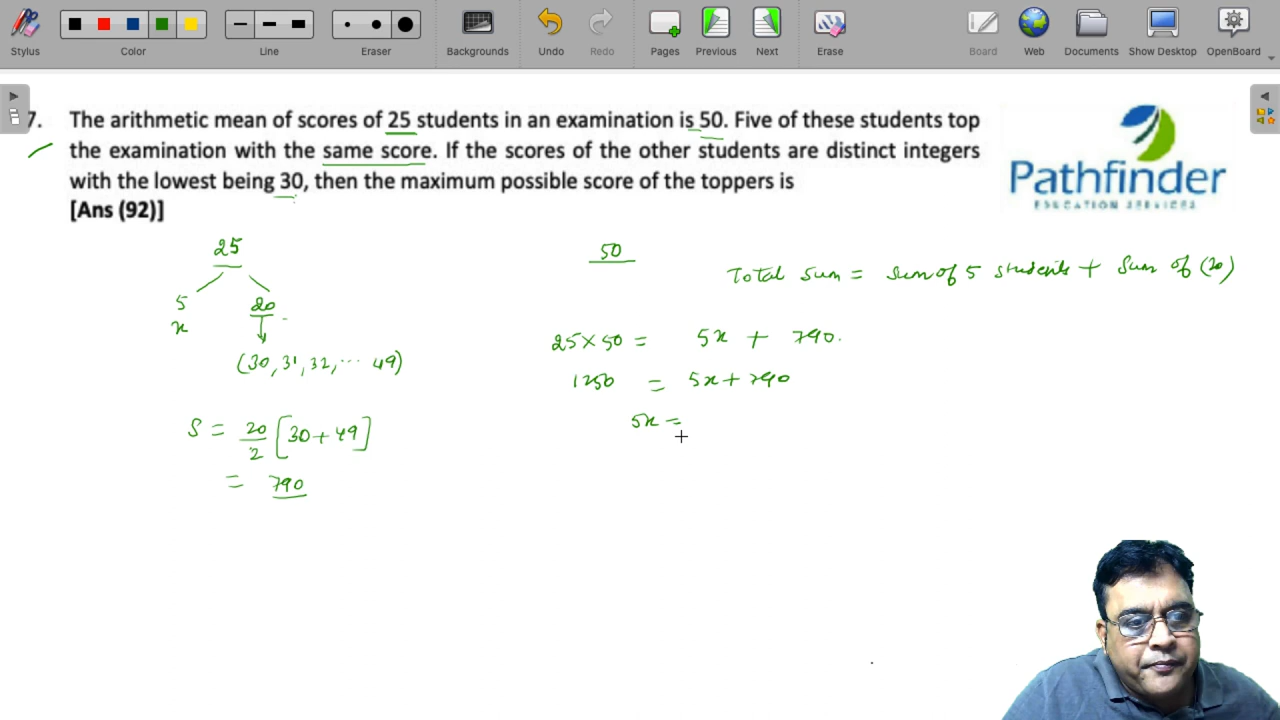 Stylus
Color
Line
Eraser
Backgrounds
Undo
Redo
Pages
Previous
Next
Erase
Board
Web
Documents
Show Desktop
OpenBoard
7. The arithmetic mean of scores of 25 students in an examination is 50. Five of these students top
the examination with the same score. If the scores of the other students are distinct integers
with the lowest being 30, then the maximum possible score of the toppers is
[Ans (92)]
Pathfinder
EDUCATION SERVICES
25
5 20
x
(30, 31, 32, ... 49)
S = 20/2 [30+49]
= 790
50
Total sum = sum of 5 students + sum of (20)
25×50 = 5x + 790.
1250 = 5x+790
5x =